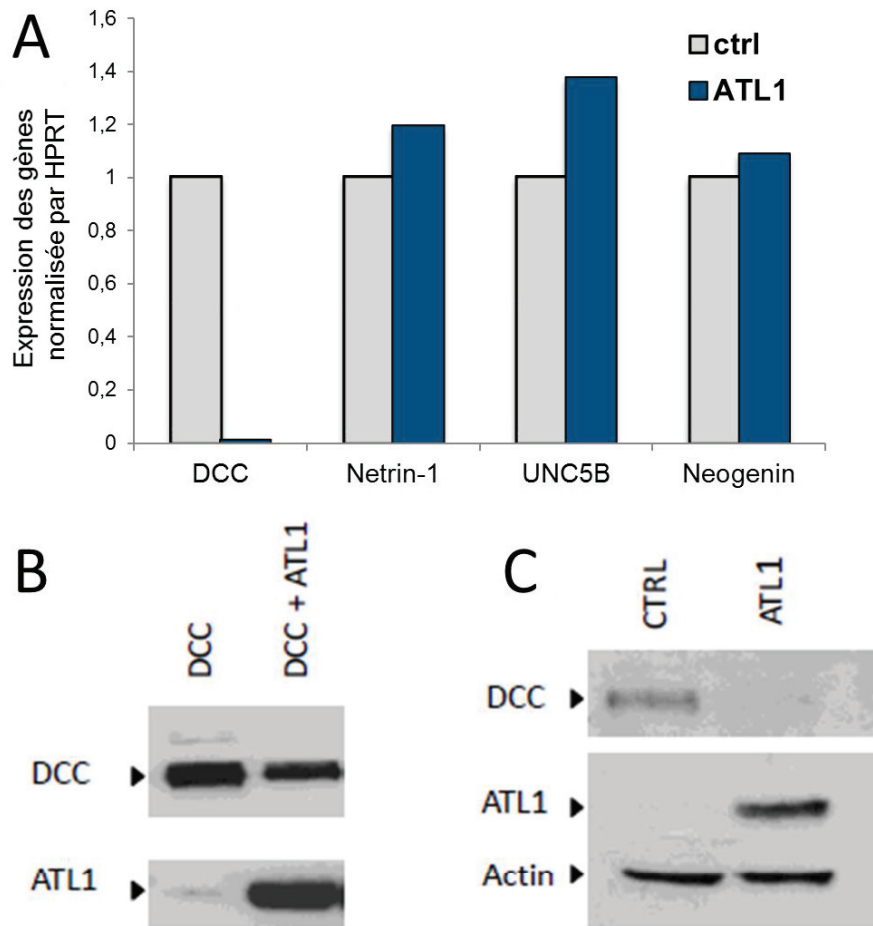 A
1,6
1,4
1,2
1
0,8
0,6
0,4
0,2
0
Expression des gènes
normalisée par HPRT
ctrl
ATL1
DCC
Netrin-1
UNC5B
Neogenin
B
DCC
DCC + ATL1
DCC
ATL1
C
CTRL
ATL1
DCC
ATL1
Actin